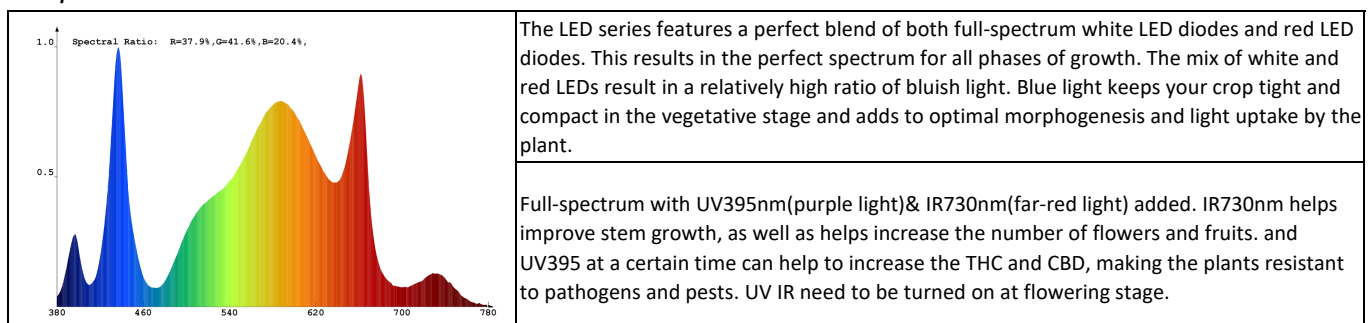 1.0
Spectral Ratio: R=37.9%,G=41.6%,B=20.4%,
0.5
380 460 540 620 700 780
The LED series features a perfect blend of both full-spectrum white LED diodes and red LED
diodes. This results in the perfect spectrum for all phases of growth. The mix of white and
red LEDs result in a relatively high ratio of bluish light. Blue light keeps your crop tight and
compact in the vegetative stage and adds to optimal morphogenesis and light uptake by the
plant.
Full-spectrum with UV395nm(purple light)& IR730nm(far-red light) added. IR730nm helps
improve stem growth, as well as helps increase the number of flowers and fruits. and
UV395 at a certain time can help to increase the THC and CBD, making the plants resistant
to pathogens and pests. UV IR need to be turned on at flowering stage.